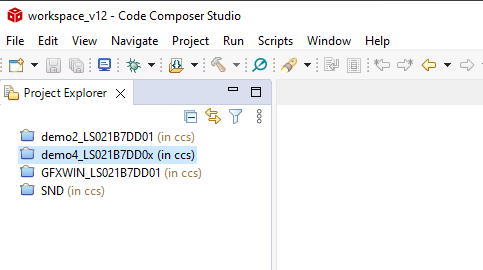 workspace_v12 - Code Composer Studio
File Edit View Navigate Project Run Scripts Window Help
Project Explorer
demo2_LS021B7DD01 (in ccs)
demo4_LS021B7DD0x (in ccs)
GFXWIN_LS021B7DD01 (in ccs)
SND (in ccs)